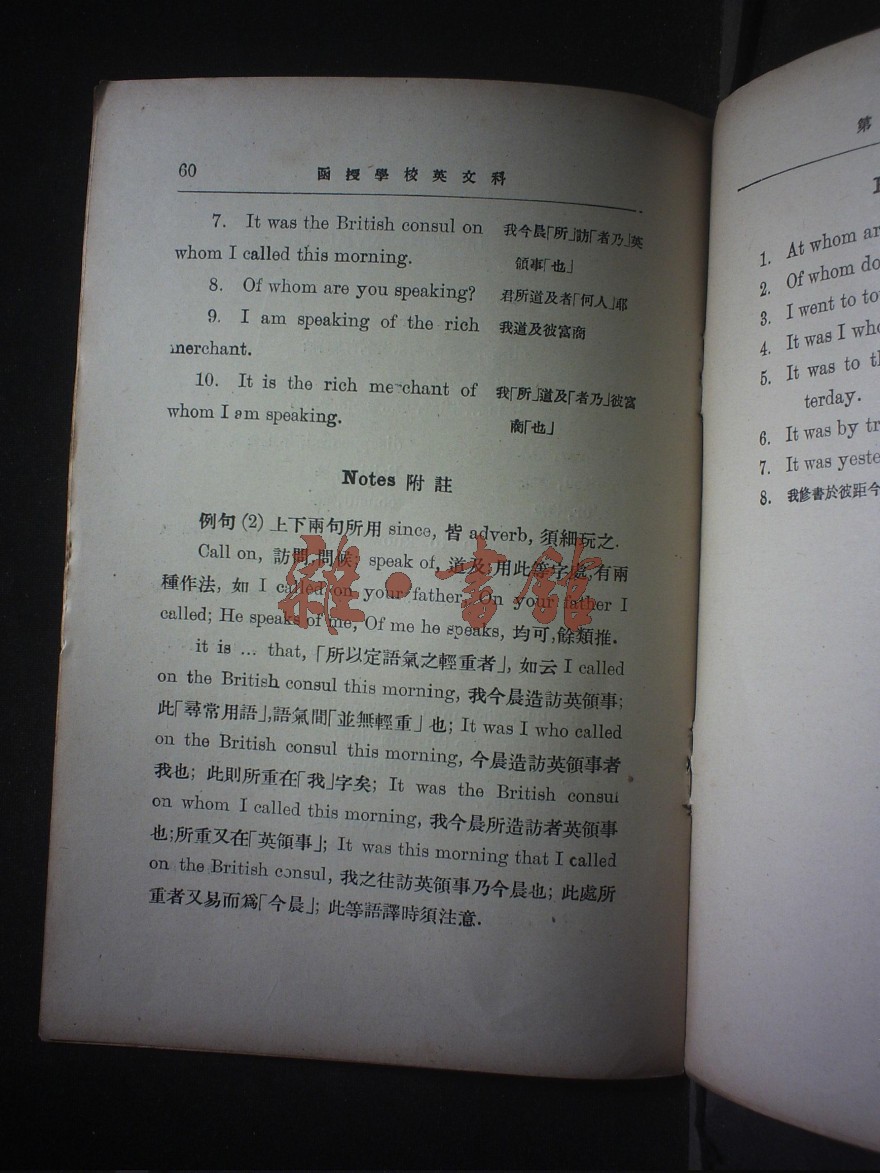 60 函授學校英文科
7. It was the British consul on 我今晨「所」訪「者乃」英
whom I called this morning. 領事「也」
8. Of whom are you speaking? 君所道及者「何人」耶
9. I am speaking of the rich 我道及彼富商
merchant.
10. It is the rich merchant of 我「所」道及「者乃」彼富
whom I am speaking. 商「也」
Notes 附註
例句 (2) 上下兩句所用 since, 皆 adverb, 須細玩之.
Call on, 訪問,問候; speak of, 道及; 用此等字處,有兩
種作法, 如 I called on your father, On your father I
called; He speaks of me, Of me he speaks, 均可,餘類推.
it is ... that,「所以定語氣之輕重者」, 如云 I called
on the British consul this morning, 我今晨造訪英領事;
此「尋常用語」,語氣間「並無輕重」也; It was I who called
on the British consul this morning, 今晨造訪英領事者
我也; 此則所重在「我」字矣; It was the British consul
on whom I called this morning, 我今晨所造訪者英領事
也;所重又在「英領事」; It was this morning that I called
on the British consul, 我之往訪英領事乃今晨也; 此處所
重者又易而爲「今晨」; 此等語譯時須注意.
雜·書館
第
1. At whom ar
2. Of whom do
3. I went to to
4. It was I who
5. It was to th
terday.
6. It was by tr
7. It was yeste
8. 我修書於彼距今